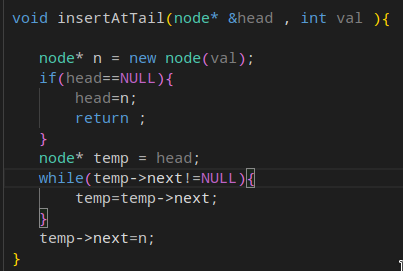 void insertAtTail(node* &head , int val ){
node* n = new node(val);
if(head==NULL){
head=n;
return ;
}
node* temp = head;
while(temp->next!=NULL){
temp=temp->next;
}
temp->next=n;
}